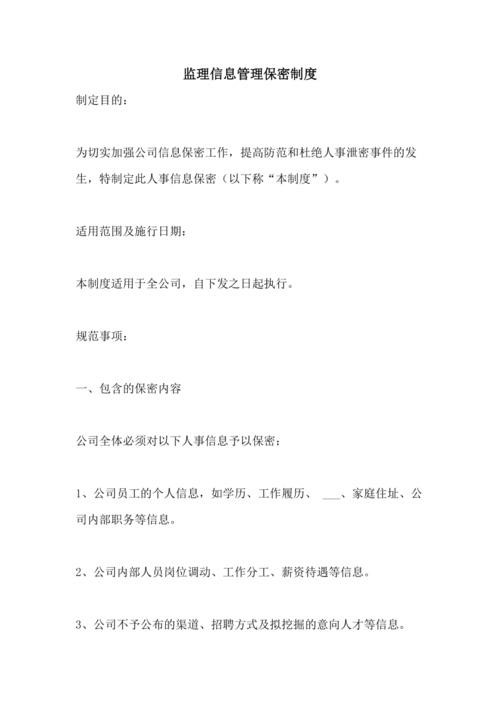 监理信息管理保密制度
制定目的：
为切实加强公司信息保密工作，提高防范和杜绝人事泄密事件的发
生，特制定此人事信息保密（以下称“本制度”）。
适用范围及施行日期：
本制度适用于全公司，自下发之日起执行。
规范事项：
一、包含的保密内容
公司全体必须对以下人事信息予以保密：
1、公司员工的个人信息，如学历、工作履历、 ___、家庭住址、公
司内部职务等信息。
2、公司内部人员岗位调动、工作分工、薪资待遇等信息。
3、公司不予公布的渠道、招聘方式及拟挖掘的意向人才等信息。